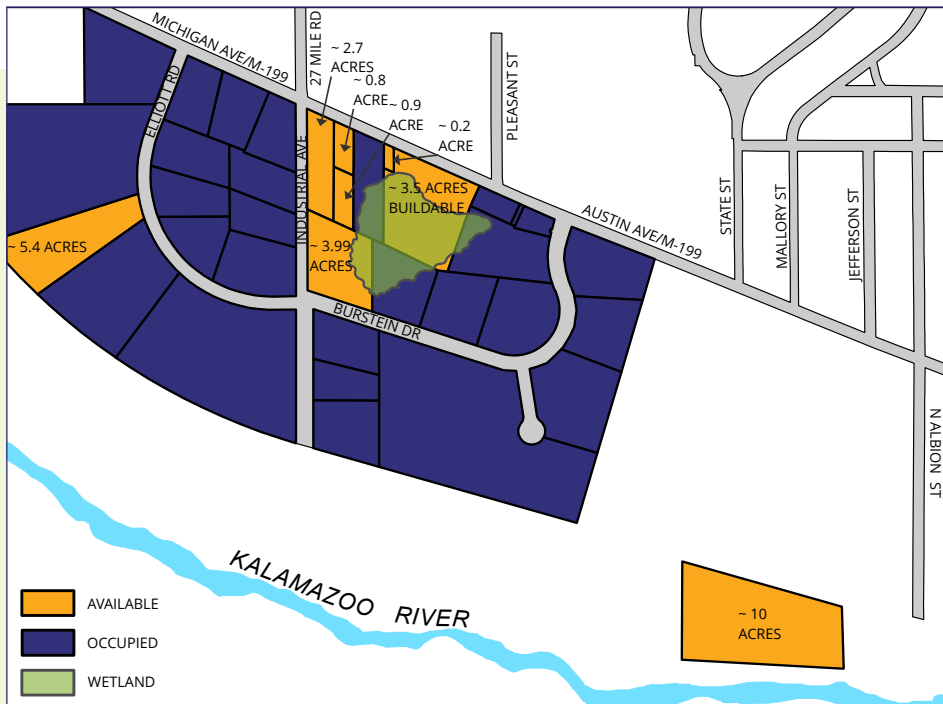 MICHIGAN AVE/M-199
27 MILE RD
~ 2.7
ACRES
~ 0.8
ACRE
~ 0.9
ACRE
~ 0.2
ACRE
PLEASANT ST
ELLIOTT RD
INDUSTRIAL AVE
~ 3.5 ACRES
BUILDABLE
AUSTIN AVE/M-199
STATE ST
MALLORY ST
JEFFERSON ST
~ 5.4 ACRES
~ 3.99
ACRES
BURSTEIN DR
N ALBION ST
KALAMAZOO RIVER
~ 10
ACRES
AVAILABLE
OCCUPIED
WETLAND